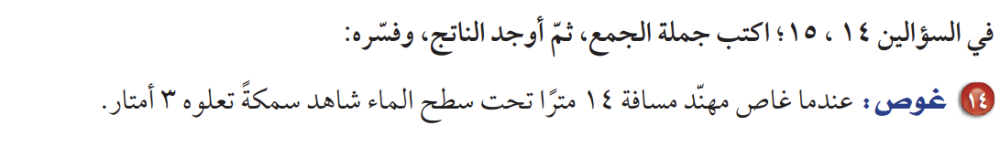 في السؤالين ١٤ ، ١٥؛ اكتب جملة الجمع، ثمّ أوجد الناتج، وفسّره:
١٤ غوص: عندما غاص مهنّد مسافة ١٤ مترًا تحت سطح الماء شاهد سمكةً تعلوه ٣ أمتار.